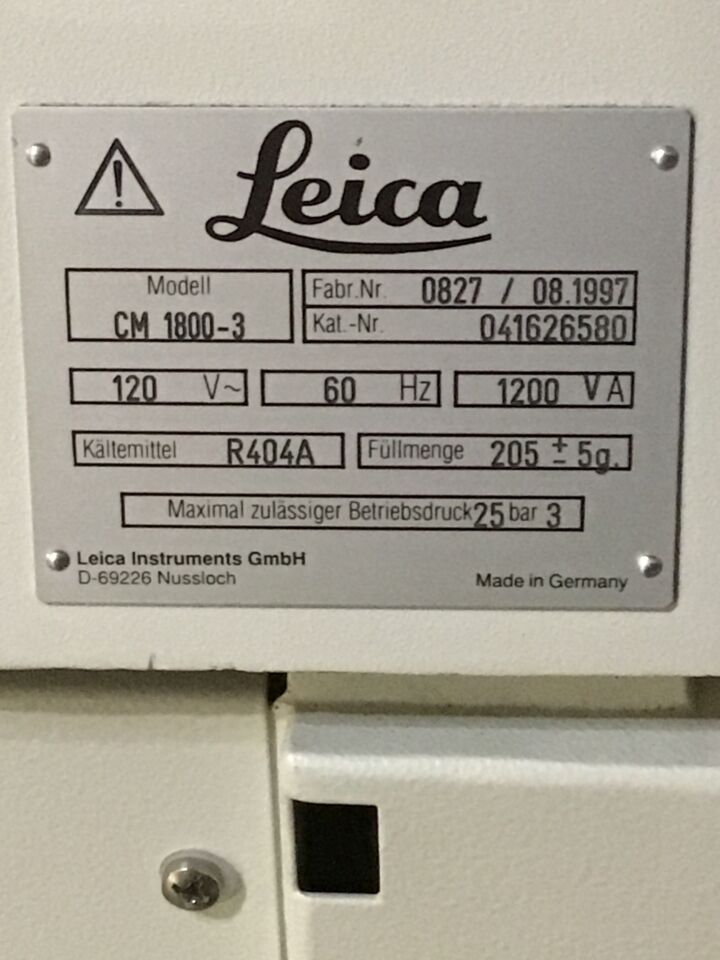 Leica
Modell
CM 1800-3
Fabr.Nr. 0827 / 08.1997
Kat.-Nr. 041626580
120 V~ 60 Hz 1200 VA
Kältemittel R404A Füllmenge 205 ± 5g.
Maximal zulässiger Betriebsdruck 25 bar 3
Leica Instruments GmbH
D-69226 Nussloch
Made in Germany